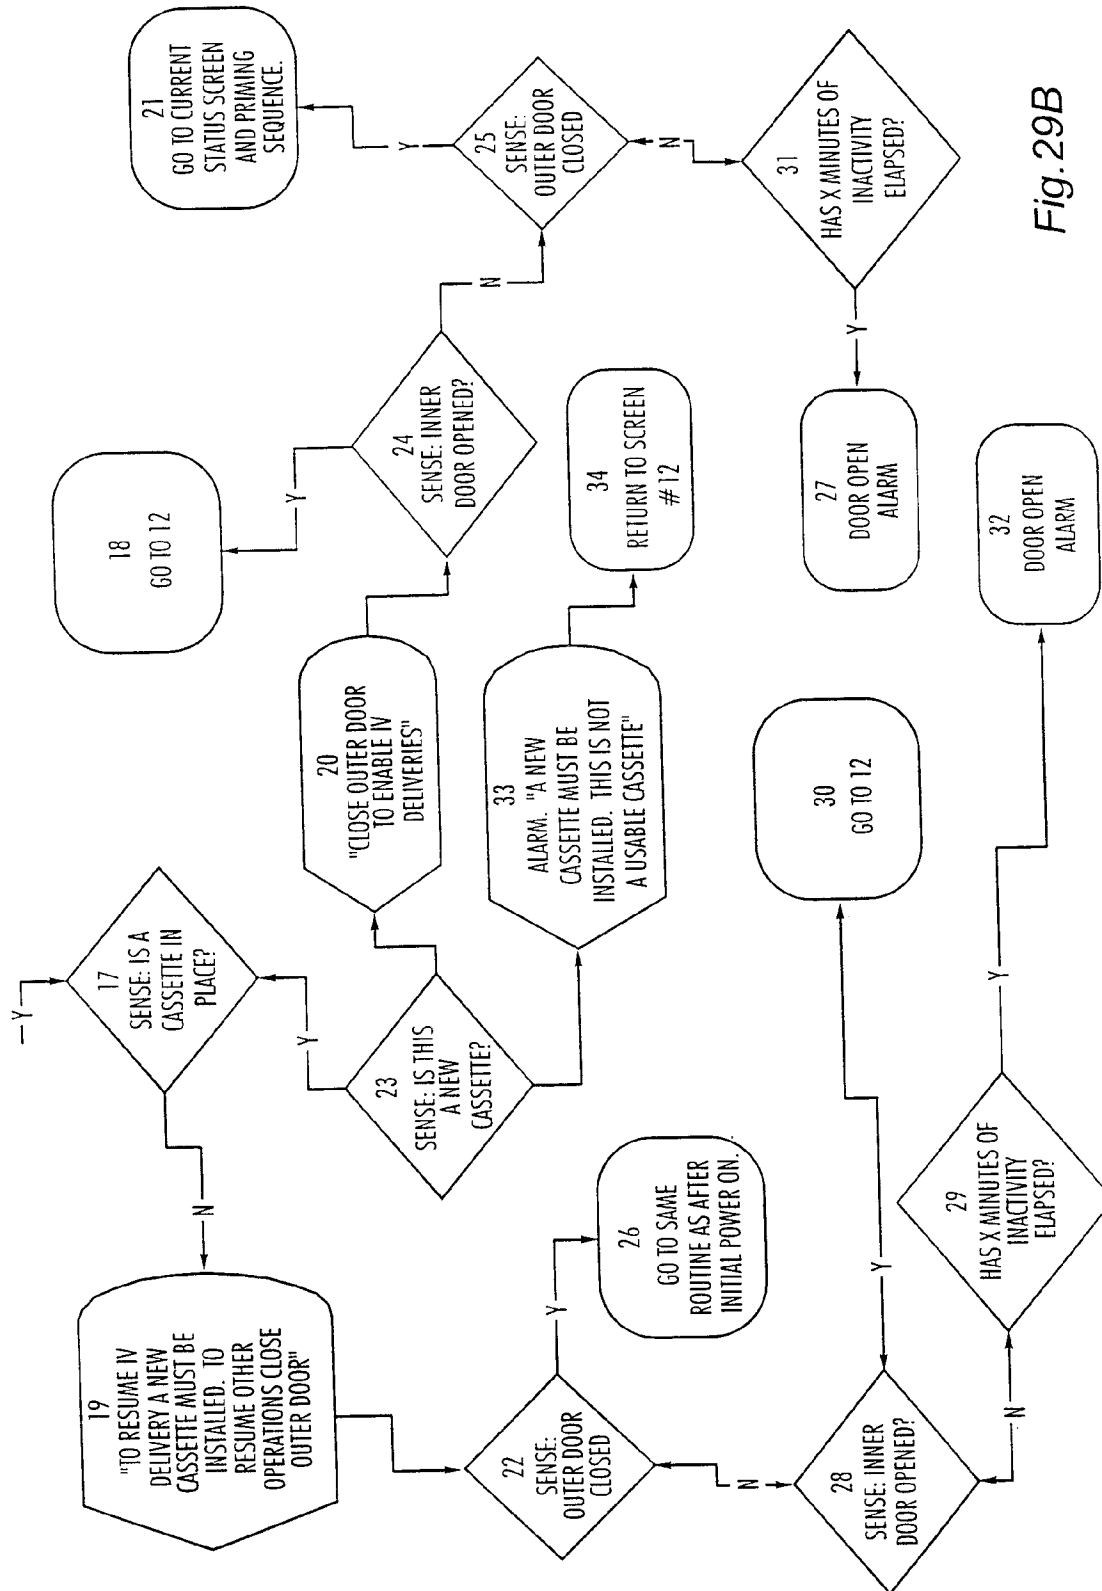 – Y
17
SENSE: IS A
CASSETTE IN
PLACE?
N
Y
19
"TO RESUME IV
DELIVERY A NEW
CASSETTE MUST BE
INSTALLED. TO
RESUME OTHER
OPERATIONS CLOSE
OUTER DOOR"
23
SENSE: IS THIS
A NEW
CASSETTE?
20
"CLOSE OUTER DOOR
TO ENABLE IV
DELIVERIES"
18
GO TO 12
Y
24
SENSE: INNER
DOOR OPENED?
N
21
GO TO CURRENT
STATUS SCREEN
AND PRIMING
SEQUENCE.
Y
25
SENSE:
OUTER DOOR
CLOSED
N
33
ALARM. "A NEW
CASSETTE MUST BE
INSTALLED. THIS IS NOT
A USABLE CASSETTE"
34
RETURN TO SCREEN
#12
22
SENSE:
OUTER DOOR
CLOSED
Y
26
GO TO SAME
ROUTINE AS AFTER
INITIAL POWER ON.
N
31
HAS X MINUTES OF
INACTIVITY
ELAPSED?
Y
27
DOOR OPEN
ALARM
28
SENSE: INNER
DOOR OPENED?
Y
30
GO TO 12
N
29
HAS X MINUTES OF
INACTIVITY
ELAPSED?
Y
32
DOOR OPEN
ALARM
Fig.29B